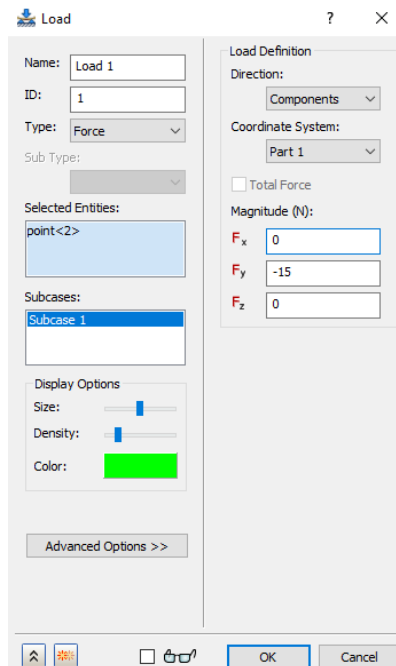 Load
?
Name: Load 1
ID: 1
Type: Force
Sub Type:
Selected Entities:
point<2>
Subcases:
Subcase 1
Display Options
Size:
Density:
Color:
Advanced Options >>
Load Definition
Direction:
Components
Coordinate System:
Part 1
Total Force
Magnitude (N):
Fx 0
Fy -15
Fz 0
OK Cancel